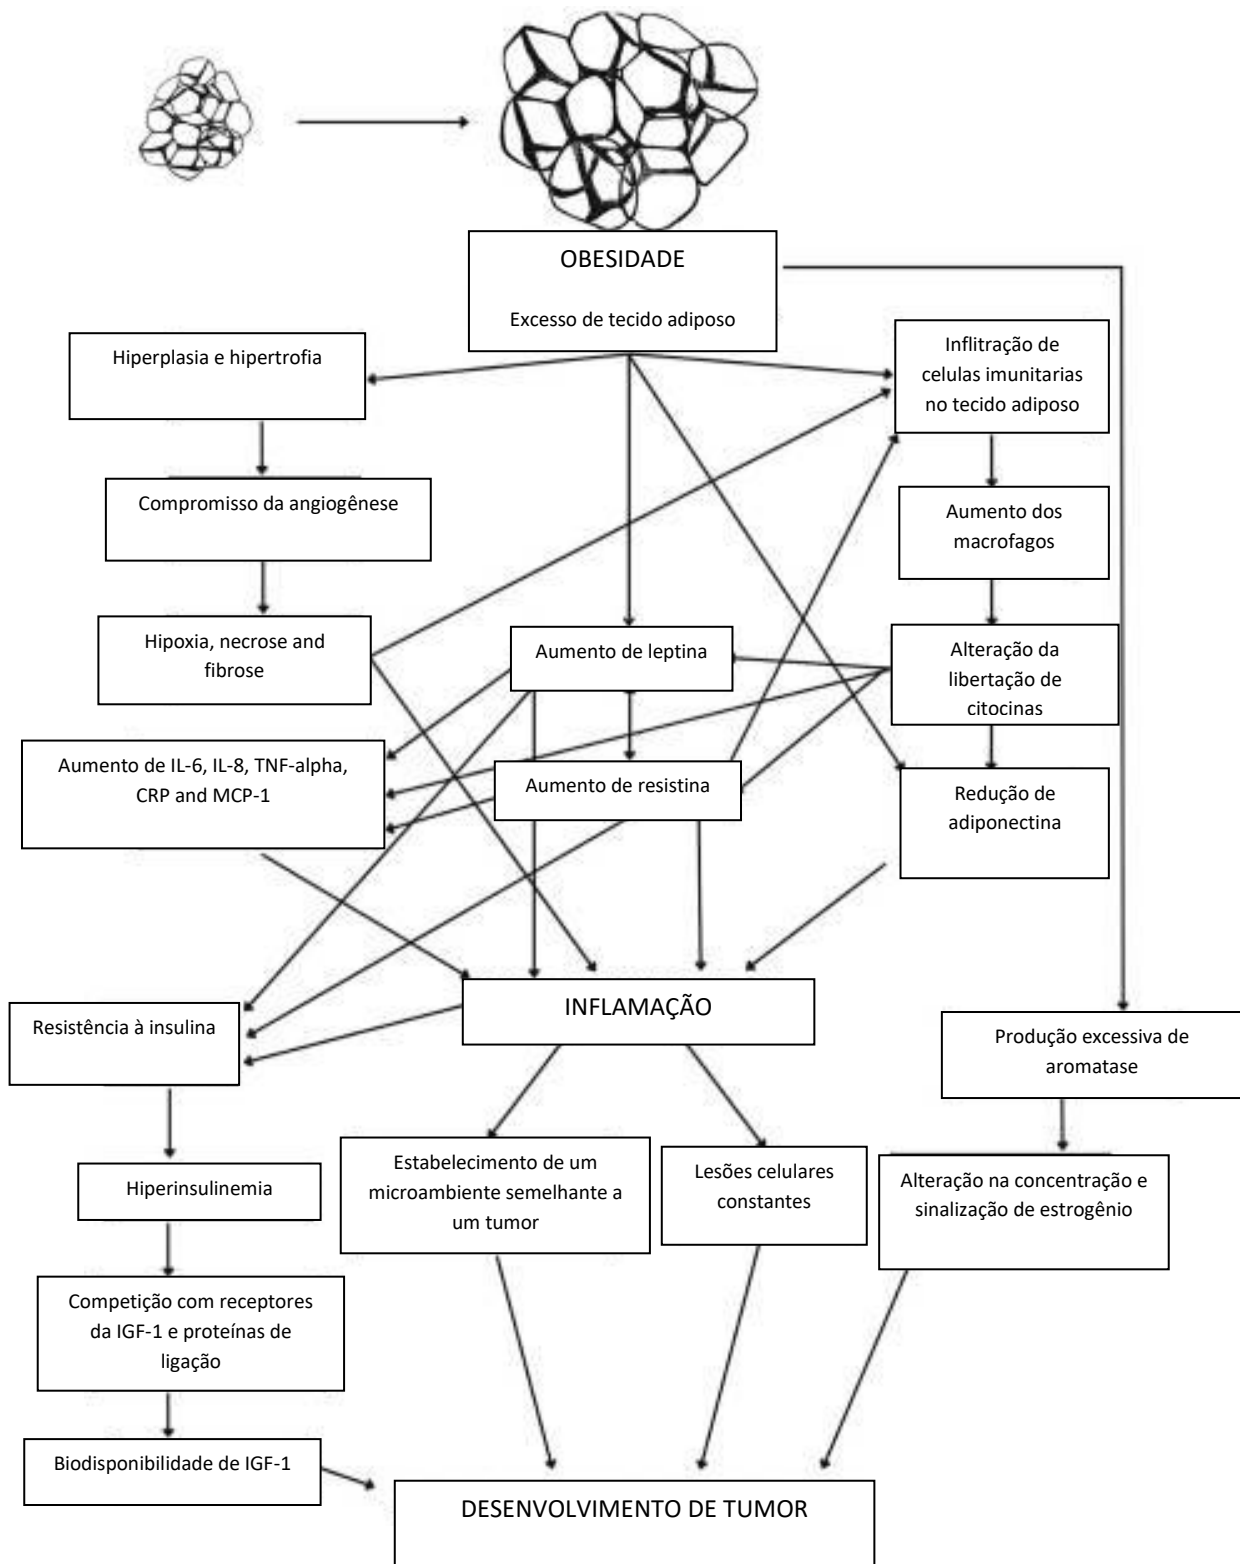 OBESIDADE
Excesso de tecido adiposo
Hiperplasia e hipertrofia
Inflitração de
celulas imunitarias
no tecido adiposo
Compromisso da angiogênese
Aumento dos
macrofagos
Hipoxia, necrose and
fibrose
Aumento de leptina
Alteração da
libertação de
citocinas
Aumento de IL-6, IL-8, TNF-alpha,
CRP and MCP-1
Aumento de resistina
Redução de
adiponectina
INFLAMAÇÃO
Resistência à insulina
Produção excessiva de
aromatase
Hiperinsulinemia
Estabelecimento de um
microambiente semelhante a
um tumor
Lesões celulares
constantes
Alteração na concentração e
sinalização de estrogênio
Competição com receptores
da IGF-1 e proteínas de
ligação
Biodisponibilidade de IGF-1
DESENVOLVIMENTO DE TUMOR